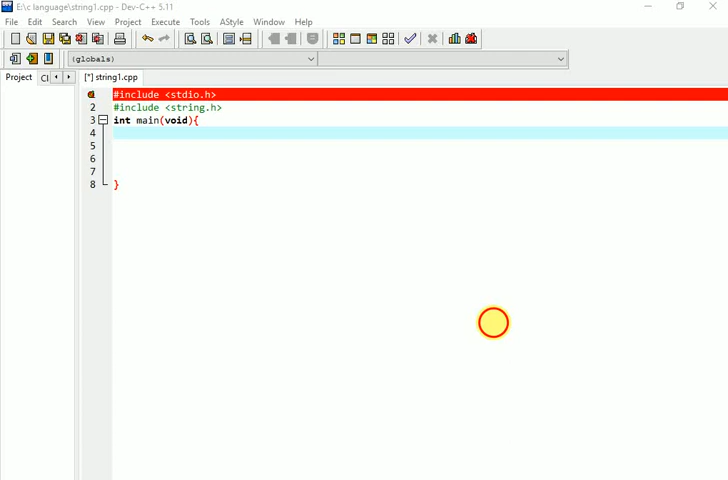 E:\c language\string1.cpp - Dev-C++ 5.11
File Edit Search View Project Execute Tools AStyle Window Help
(globals)
Project Cl [*] string1.cpp
1 #include <stdio.h>
2 #include <string.h>
3 int main(void){
4
5
6
7
8 }